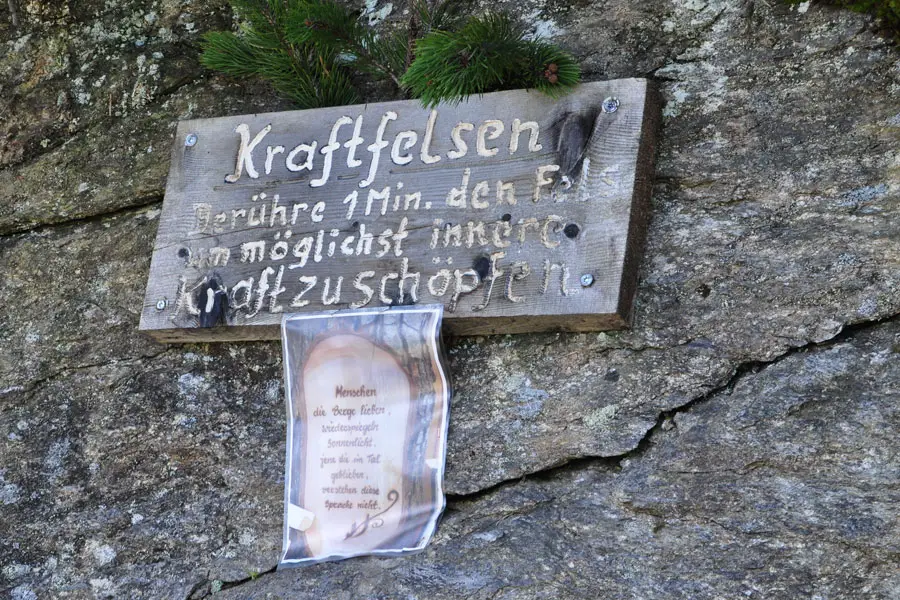 Kraftfelsen
Berühre 1 Min. den Fels
um möglichst innere
Kraft zu schöpfen
Menschen
die Berge lieben,
wiederspiegeln
Sonnenlicht.
jene die im Tal
geblieben,
verstehen diese
Sprache nicht.